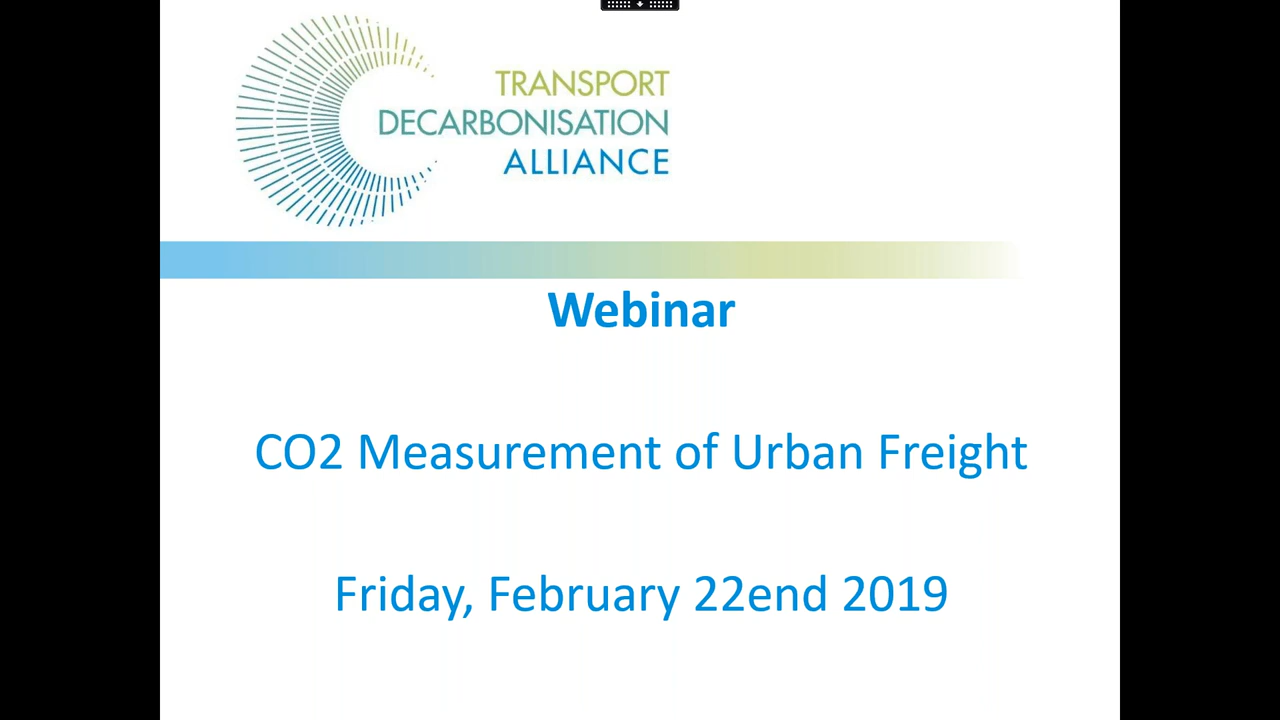 TRANSPORT
DECARBONISATION
ALLIANCE
Webinar
CO2 Measurement of Urban Freight
Friday, February 22end 2019